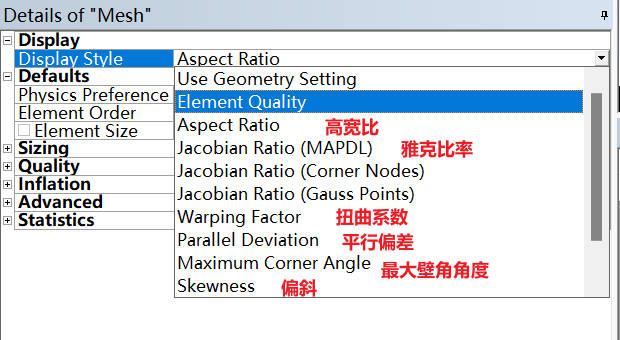 Details of "Mesh"
Display
Display Style Aspect Ratio
Defaults Use Geometry Setting
Physics Preference Element Quality
Element Order Aspect Ratio 高宽比
Element Size Jacobian Ratio (MAPDL) 雅克比率
Sizing Jacobian Ratio (Corner Nodes)
Quality Jacobian Ratio (Gauss Points)
Inflation Warping Factor 扭曲系数
Advanced Parallel Deviation 平行偏差
Statistics Maximum Corner Angle 最大壁角角度
Skewness 偏斜